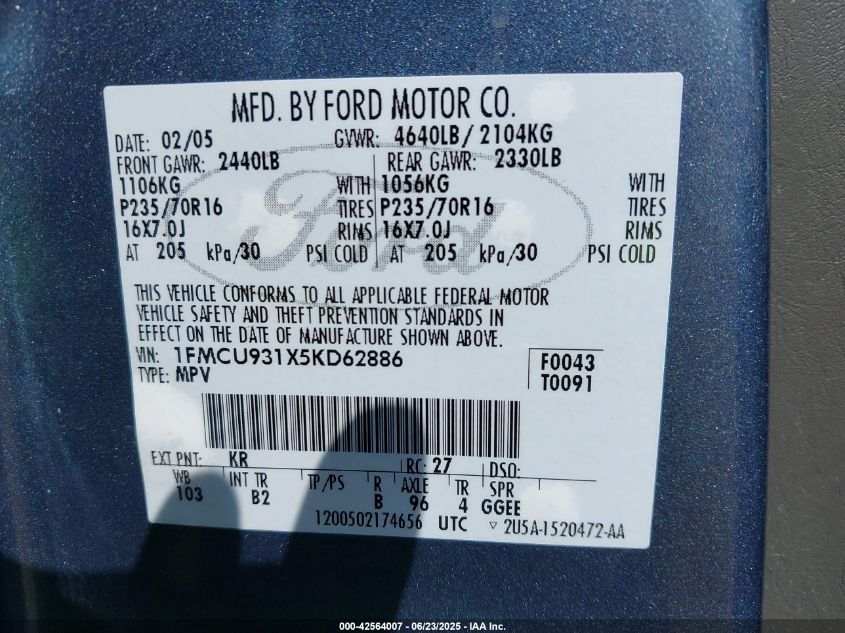 MFD. BY FORD MOTOR CO.
DATE: 02/05 GVWR: 4640LB/ 2104KG
FRONT GAWR: 2440LB REAR GAWR: 2330LB
1106KG WITH 1056KG WITH
P235/70R16 TIRES P235/70R16 TIRES
16X7.0J RIMS 16X7.0J RIMS
AT 205 kPa/30 PSI COLD AT 205 kPa/30 PSI COLD
Ford
THIS VEHICLE CONFORMS TO ALL APPLICABLE FEDERAL MOTOR
VEHICLE SAFETY AND THEFT PREVENTION STANDARDS IN
EFFECT ON THE DATE OF MANUFACTURE SHOWN ABOVE.
VIN: 1FMCU931X5KD62886 F0043
TYPE: MPV T0091
EXT PNT: KR RC: 27 DSO:
WB INT TR TP/PS R AXLE TR SPR
103 B2 B 96 4 GGEE
1200502174656 UTC ▽ 2U5A-1520472-AA
000-42564007 - 06/23/2025 - IAA Inc.